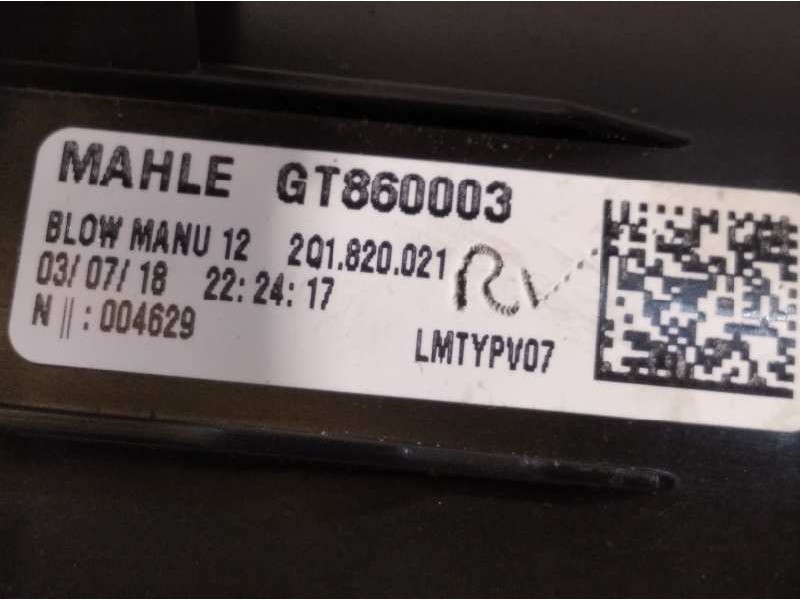 MAHLE GT860003
BLOW MANU 12 2Q1.820.021
03/07/18 22:24:17
N ||: 004629
LMTYPV07